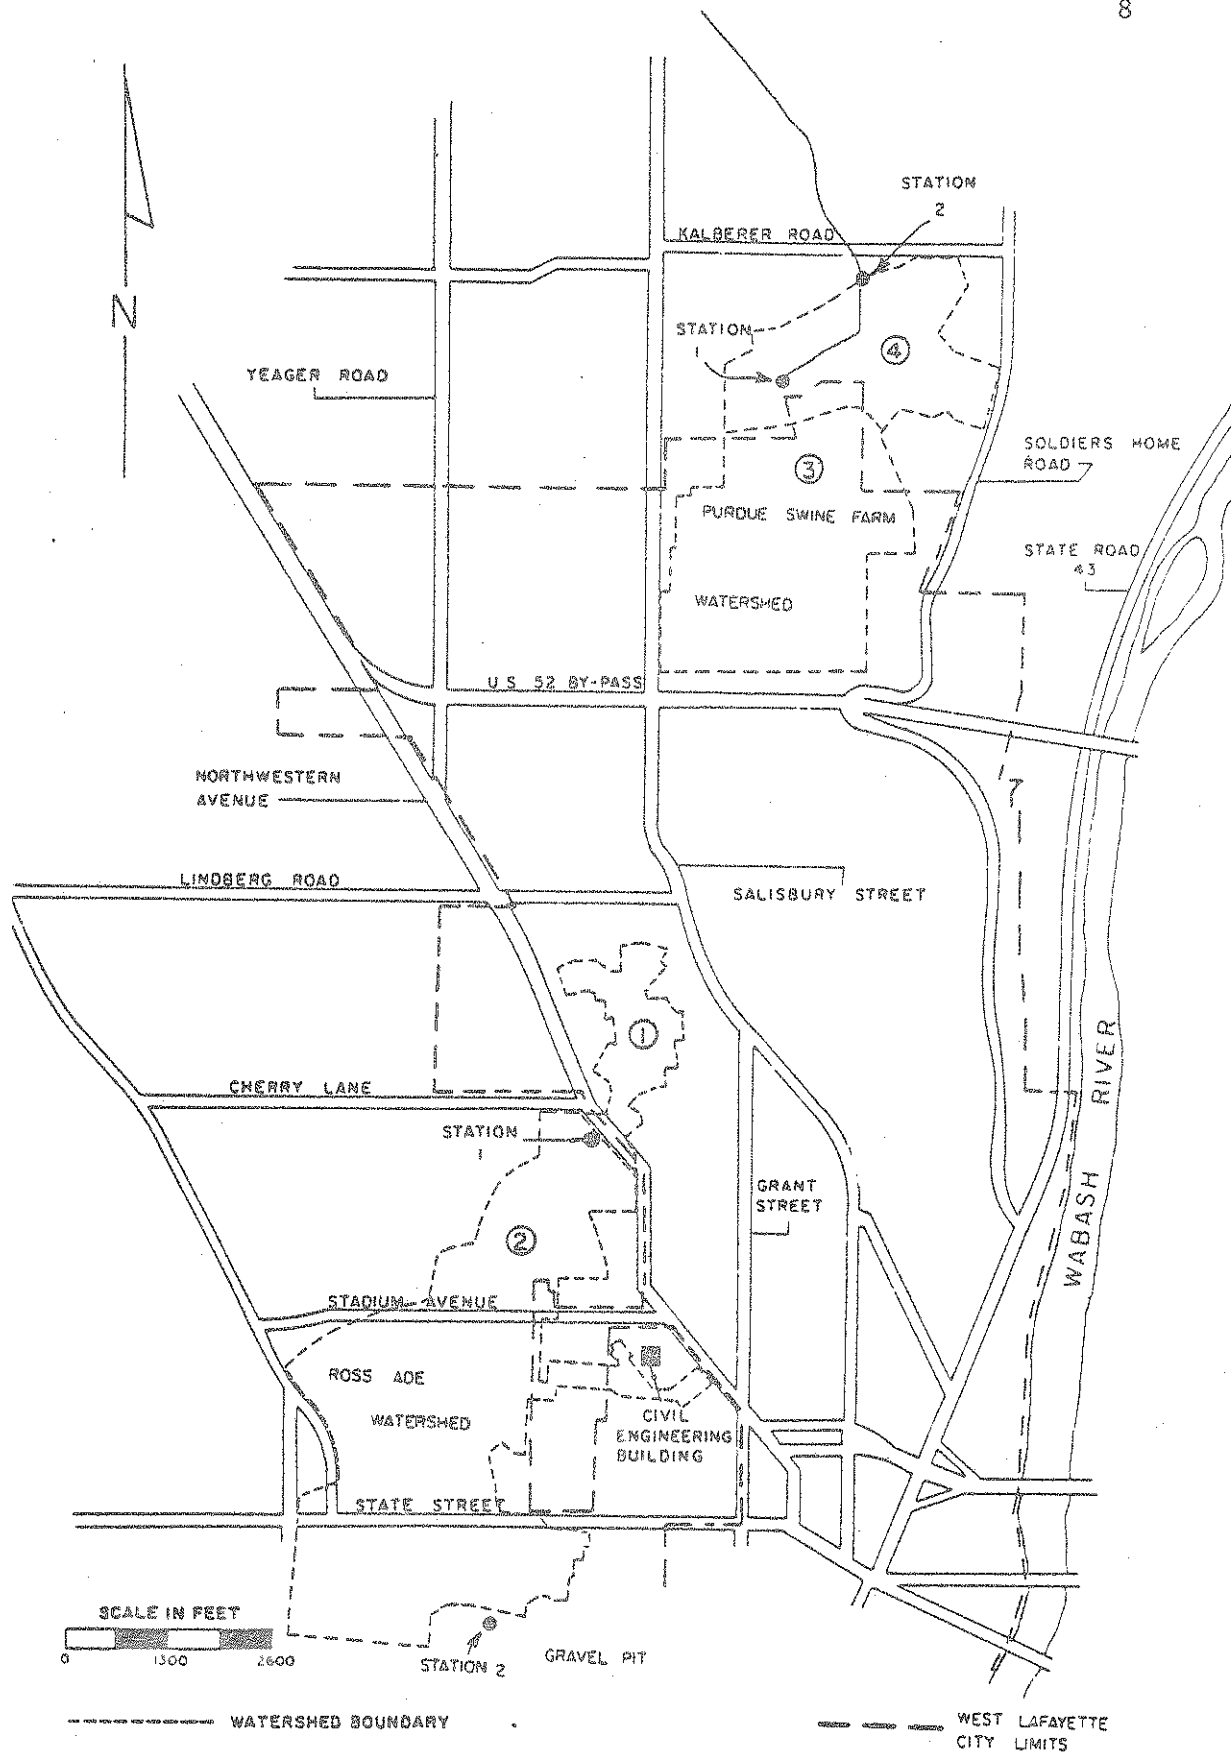 8
STATION
2
KALBERER ROAD
N
STATION
1
4
YEAGER ROAD
SOLDIERS HOME
ROAD
3
PURDUE SWINE FARM
STATE ROAD
43
WATERSHED
U S 52 BY-PASS
NORTHWESTERN
AVENUE
LINDBERG ROAD
SALISBURY STREET
1
WABASH RIVER
CHERRY LANE
STATION
1
GRANT
STREET
2
STADIUM AVENUE
ROSS ADE
WATERSHED
CIVIL
ENGINEERING
BUILDING
STATE STREET
SCALE IN FEET
0 1300 2600
STATION 2
GRAVEL PIT
WATERSHED BOUNDARY
WEST LAFAYETTE
CITY LIMITS